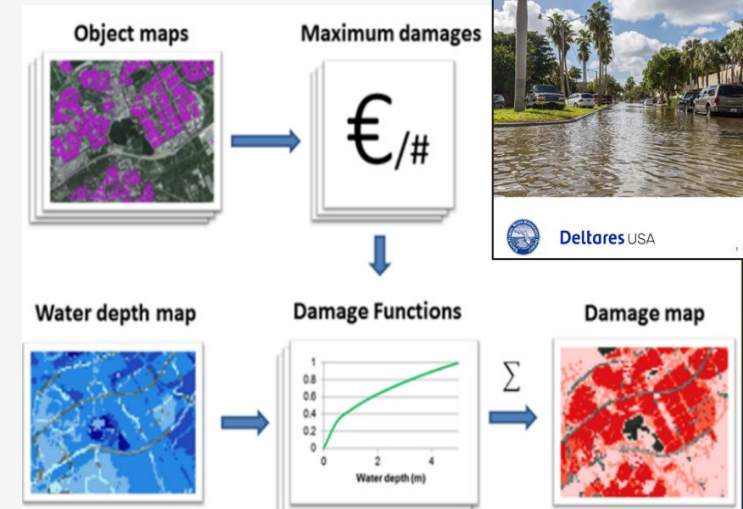 Object maps
Maximum damages
€/#
Deltares USA
Water depth map
Damage Functions
Damage map
1
0.8
0.6
0.4
0.2
0
0
2
4
Water depth (m)
∑